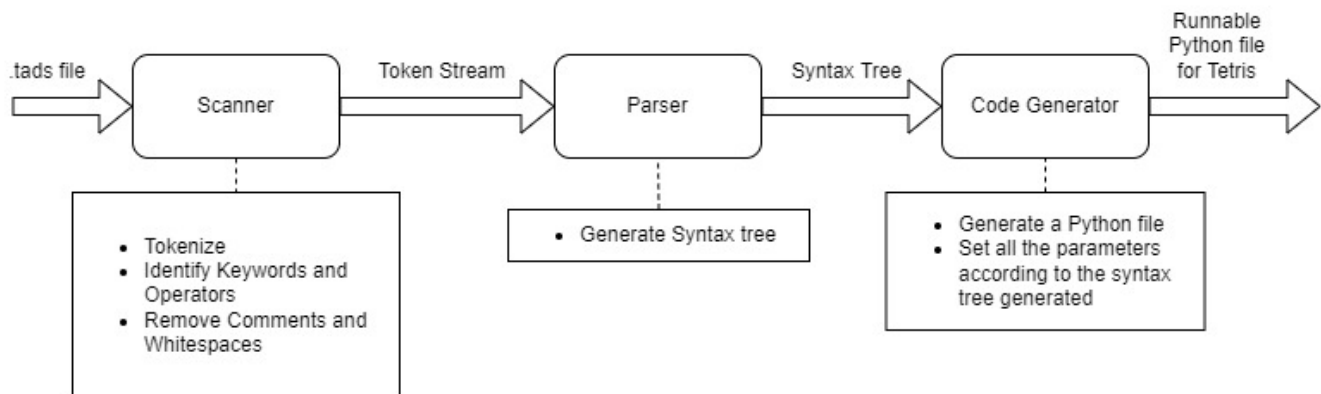 .tads file
Scanner
Token Stream
Parser
Syntax Tree
Code Generator
Runnable
Python file
for Tetris
• Tokenize
• Identify Keywords and
Operators
• Remove Comments and
Whitespaces
• Generate Syntax tree
• Generate a Python file
• Set all the parameters
according to the syntax
tree generated